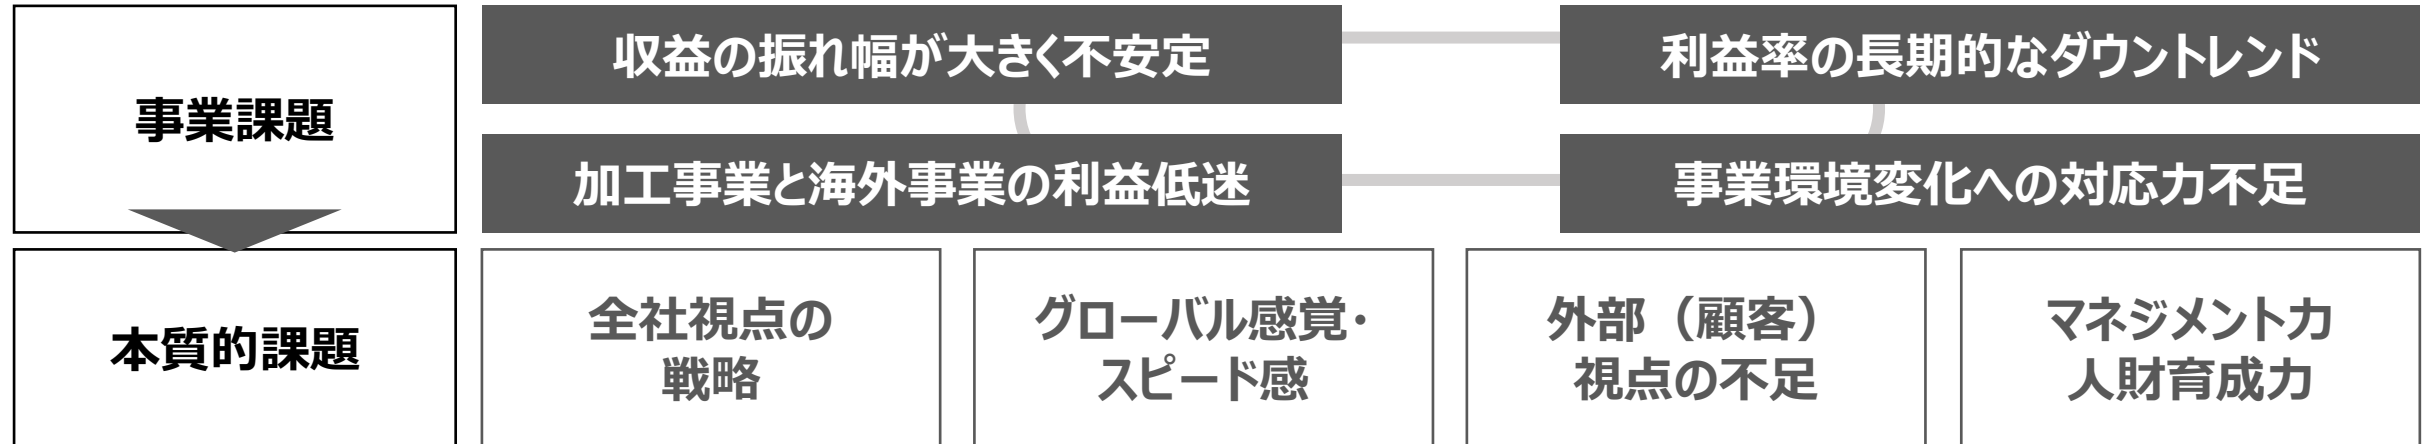 事業課題
収益の振れ幅が大きく不安定
利益率の長期的なダウントレンド
加工事業と海外事業の利益低迷
事業環境変化への対応力不足
本質的課題
全社視点の
戦略
グローバル感覚・
スピード感
外部（顧客）
視点の不足
マネジメント力
人財育成力